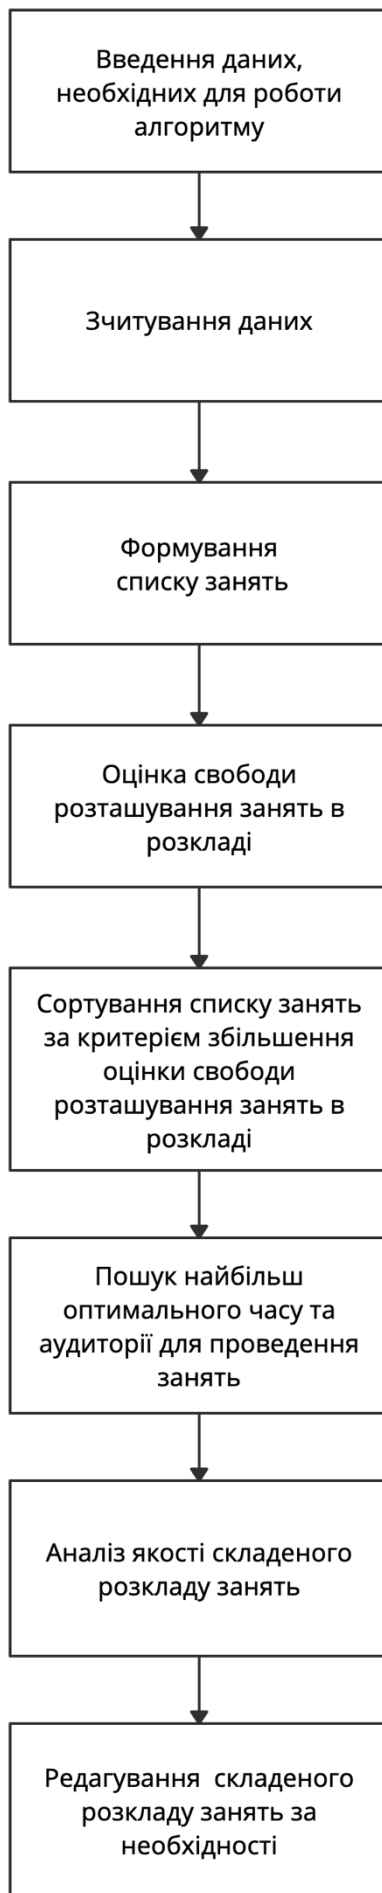 Введення даних,
необхідних для роботи
алгоритму
Зчитування даних
Формування
списку занять
Оцінка свободи
розташування занять в
розкладі
Сортування списку занять
за критерієм збільшення
оцінки свободи
розташування занять в
розкладі
Пошук найбільш
оптимального часу та
аудиторії для проведення
занять
Аналіз якості складеного
розкладу занять
Редагування  складеного
розкладу занять за
необхідності